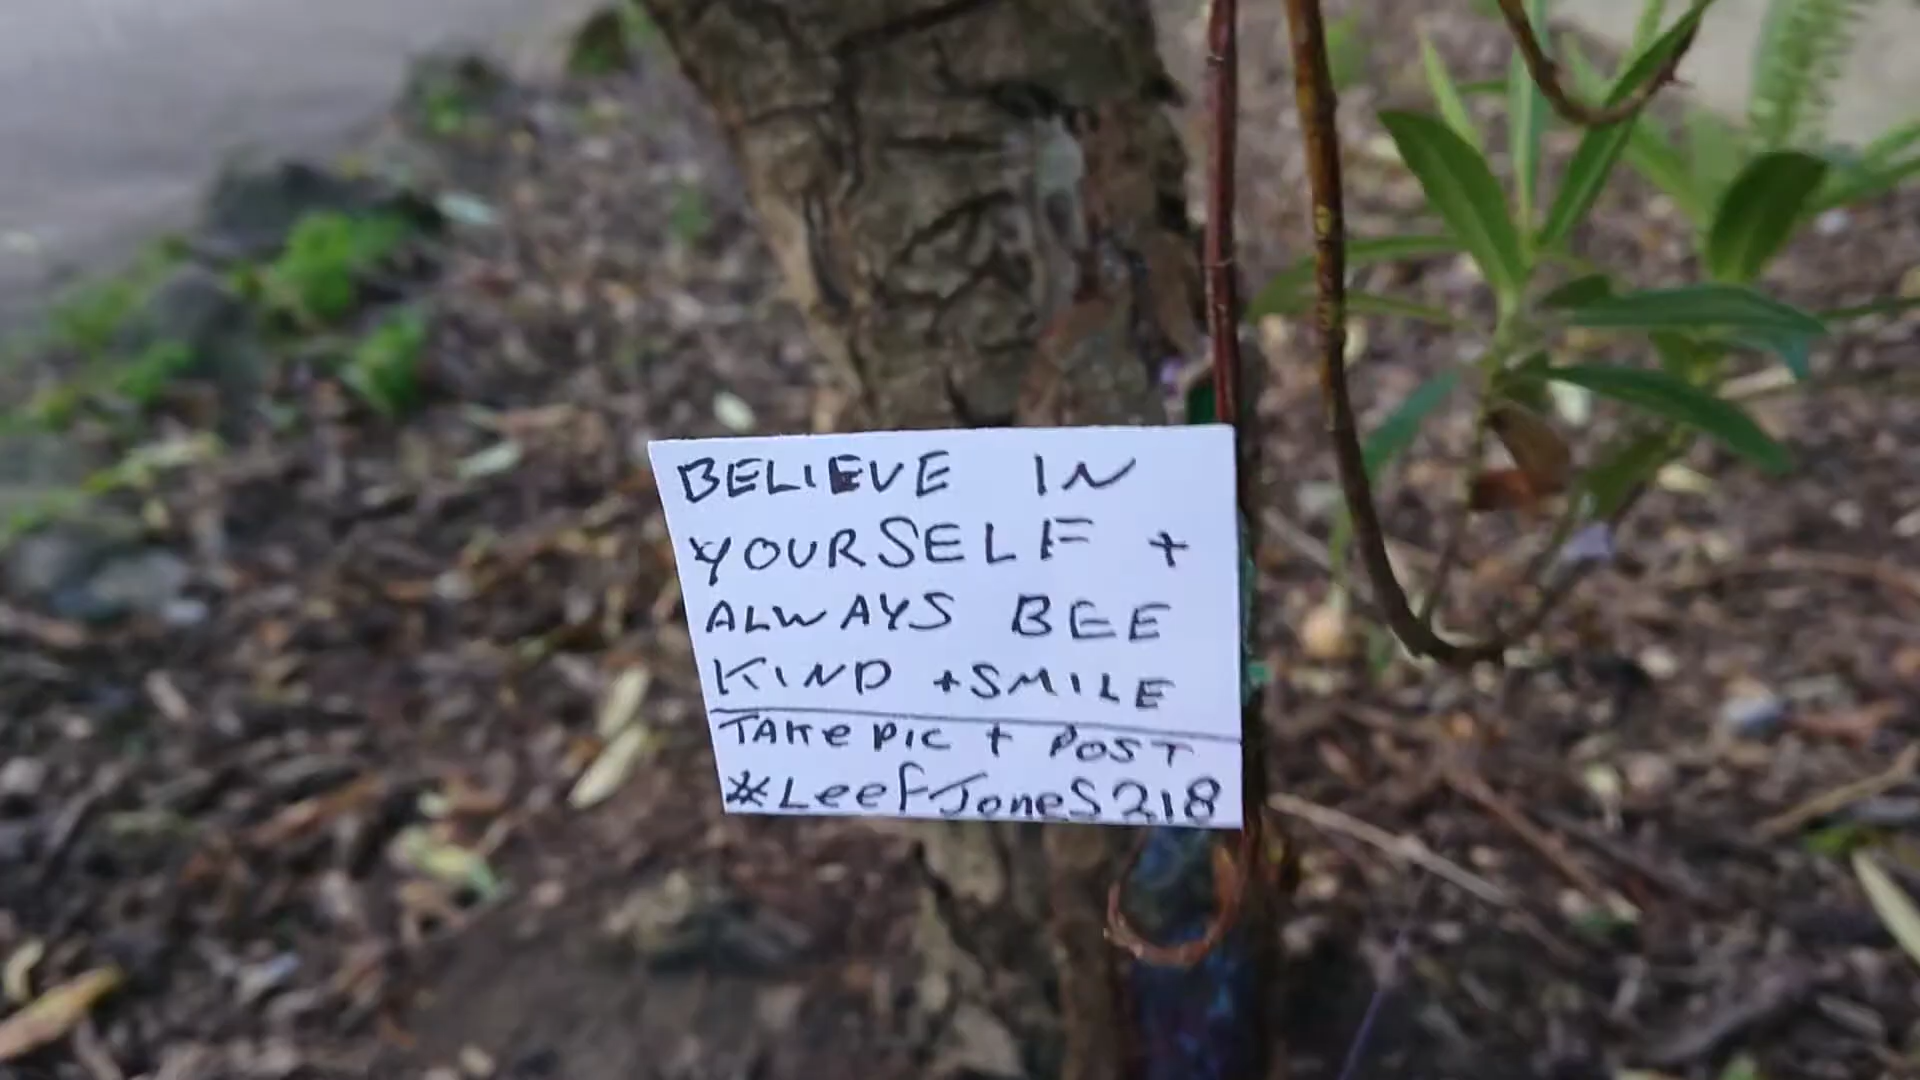 BELIEVE IN
YOURSELF +
ALWAYS BEE
KIND + SMILE
TAKe PIC + POST
#LeefJoneS218